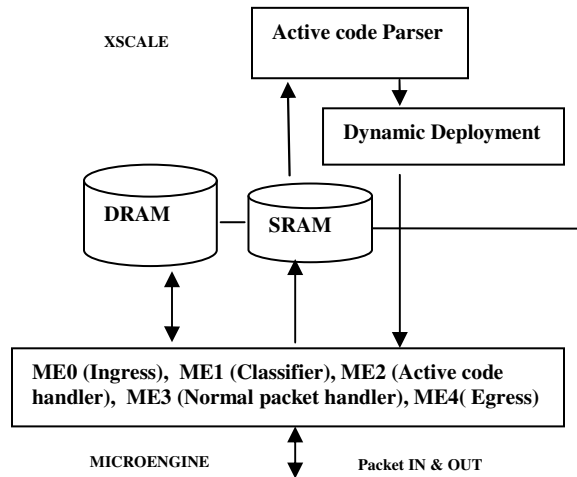 XSCALE
Active code Parser
Dynamic Deployment
DRAM
SRAM
ME0 (Ingress), ME1 (Classifier), ME2 (Active code
handler), ME3 (Normal packet handler), ME4( Egress)
MICROENGINE
Packet IN & OUT